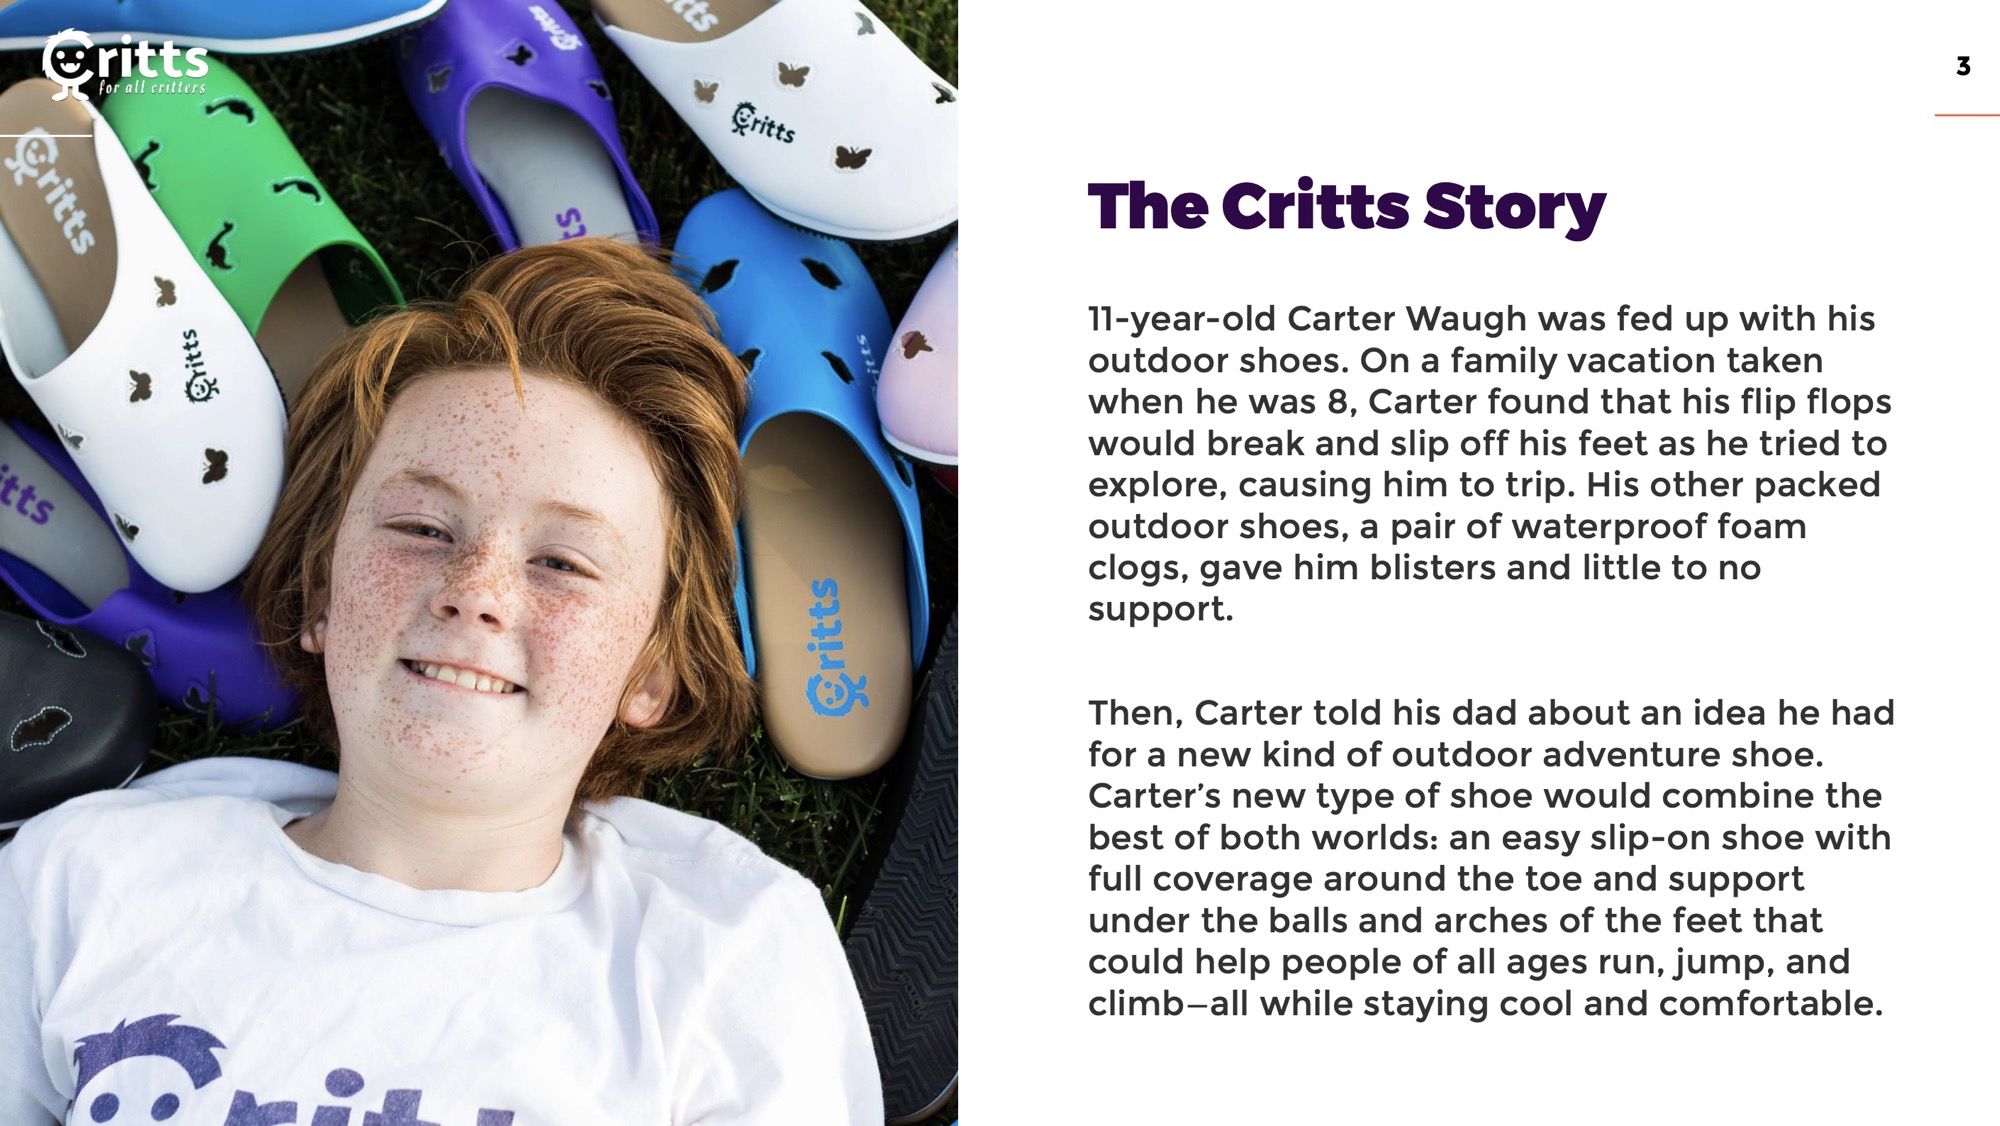 Critts
for all critters
3
Critts
Critts
Critts
Critts
Critts
Critts
The Critts Story
11-year-old Carter Waugh was fed up with his
outdoor shoes. On a family vacation taken
when he was 8, Carter found that his flip flops
would break and slip off his feet as he tried to
explore, causing him to trip. His other packed
outdoor shoes, a pair of waterproof foam
clogs, gave him blisters and little to no
support.
Then, Carter told his dad about an idea he had
for a new kind of outdoor adventure shoe.
Carter’s new type of shoe would combine the
best of both worlds: an easy slip-on shoe with
full coverage around the toe and support
under the balls and arches of the feet that
could help people of all ages run, jump, and
climb—all while staying cool and comfortable.